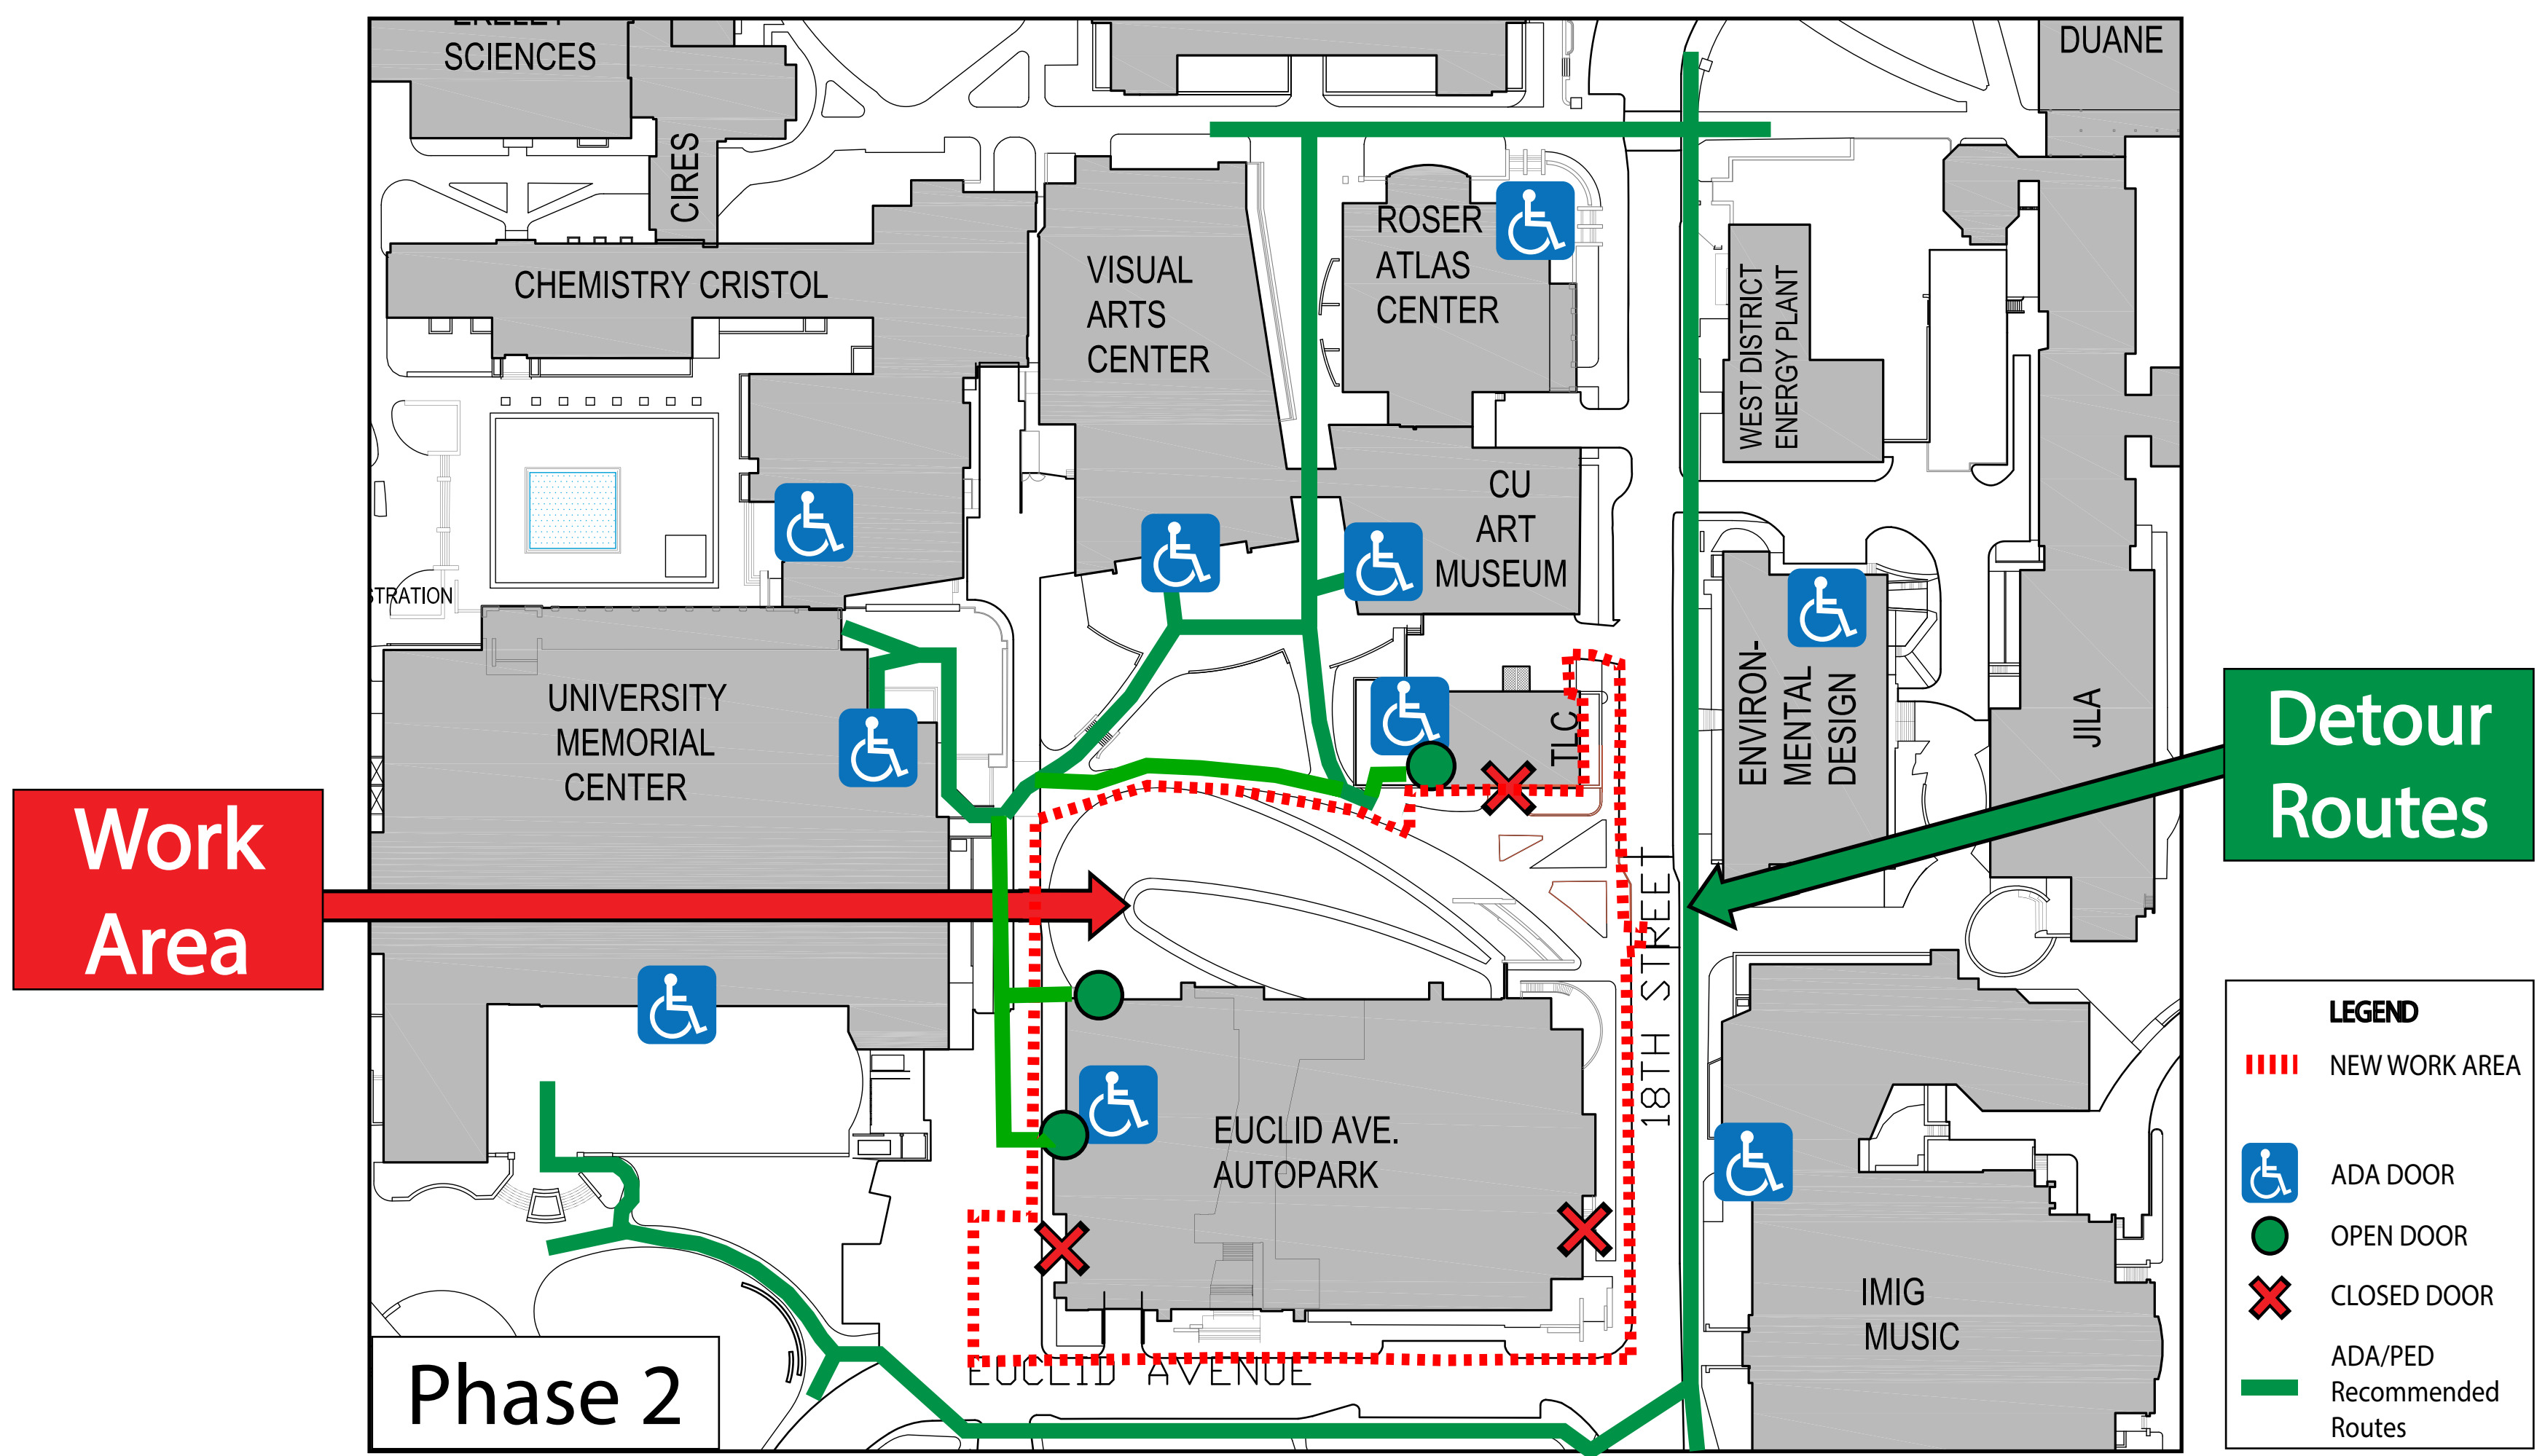 SCIENCES
DUANE
CIRES
ROSER
ATLAS
CENTER
CHEMISTRY CRISTOL
VISUAL
ARTS
CENTER
WEST DISTRICT
ENERGY PLANT
CU
ART
MUSEUM
STRATION
UNIVERSITY
MEMORIAL
CENTER
TLC
ENVIRON-
MENTAL
DESIGN
JILA
Detour
Routes
Work
Area
18TH STREET
EUCLID AVE.
AUTOPARK
IMIG
MUSIC
EUCLID AVENUE
Phase 2
LEGEND
NEW WORK AREA
ADA DOOR
OPEN DOOR
CLOSED DOOR
ADA/PED
Recommended
Routes